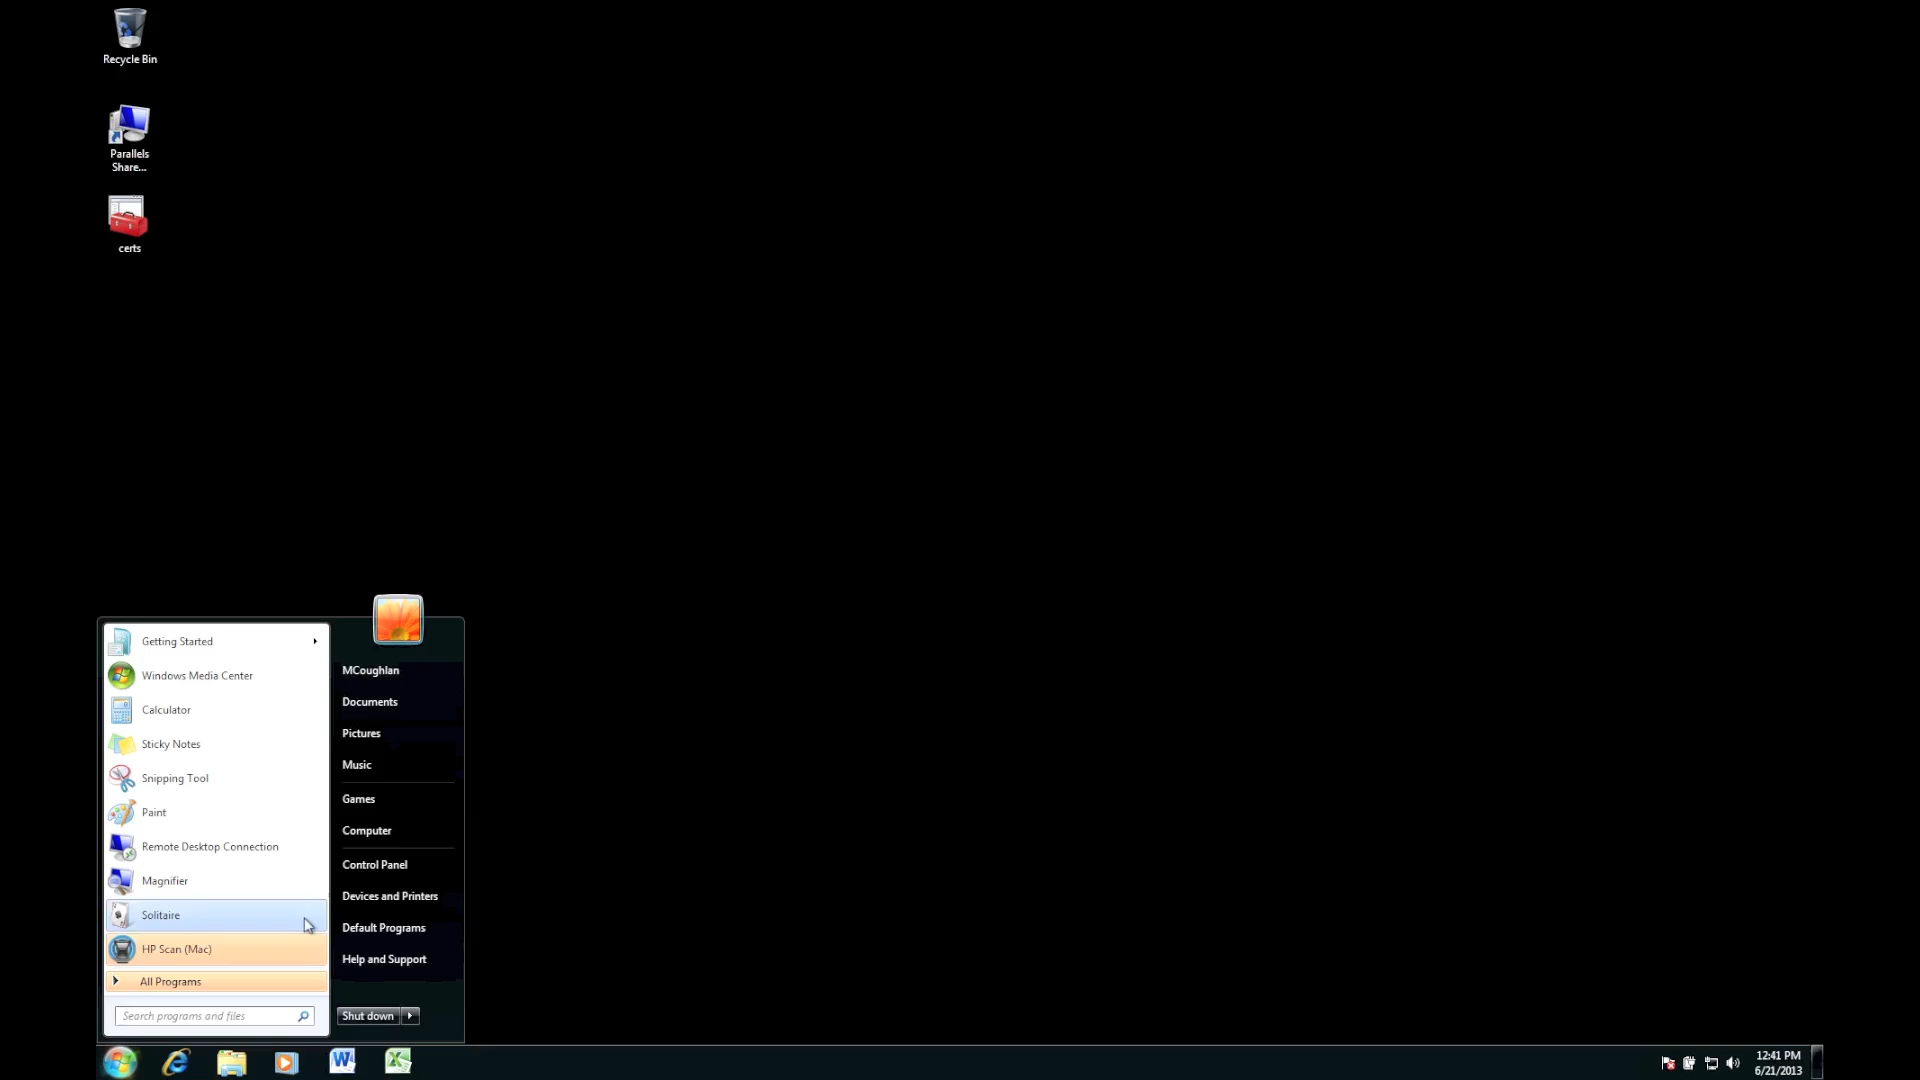 Recycle Bin
Parallels
Share...
certs
Getting Started
Windows Media Center
Calculator
Sticky Notes
Snipping Tool
Paint
Remote Desktop Connection
Magnifier
Solitaire
HP Scan (Mac)
All Programs
Search programs and files
MCoughlan
Documents
Pictures
Music
Games
Computer
Control Panel
Devices and Printers
Default Programs
Help and Support
Shut down
12:41 PM
6/21/2013